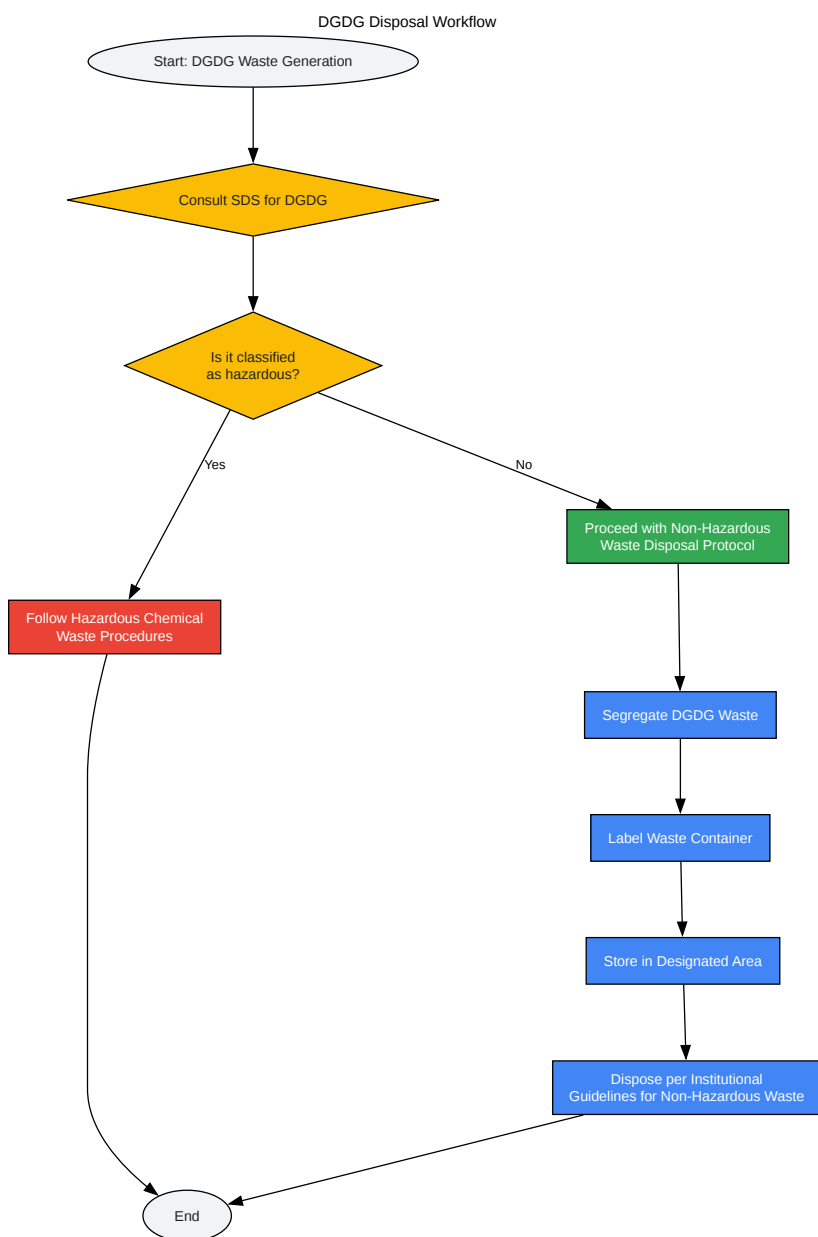 DGDG Disposal Workflow
Start: DGDG Waste Generation
Consult SDS for DGDG
Is it classified
as hazardous?
Yes
No
Proceed with Non-Hazardous
Waste Disposal Protocol
Follow Hazardous Chemical
Waste Procedures
Segregate DGDG Waste
Label Waste Container
Store in Designated Area
Dispose per Institutional
Guidelines for Non-Hazardous Waste
End